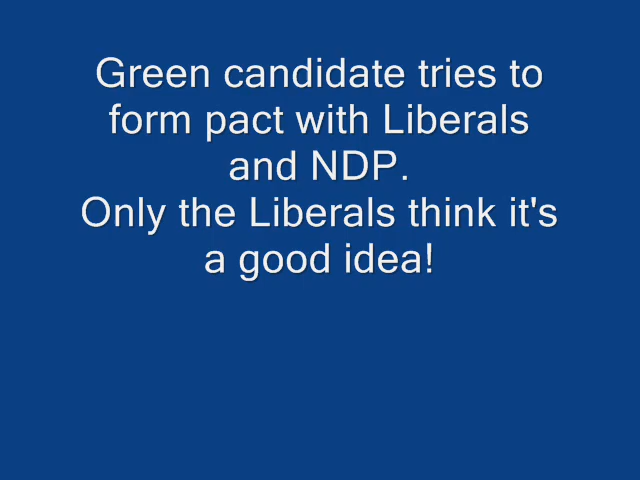 Green candidate tries to
form pact with Liberals
and NDP.
Only the Liberals think it's
a good idea!